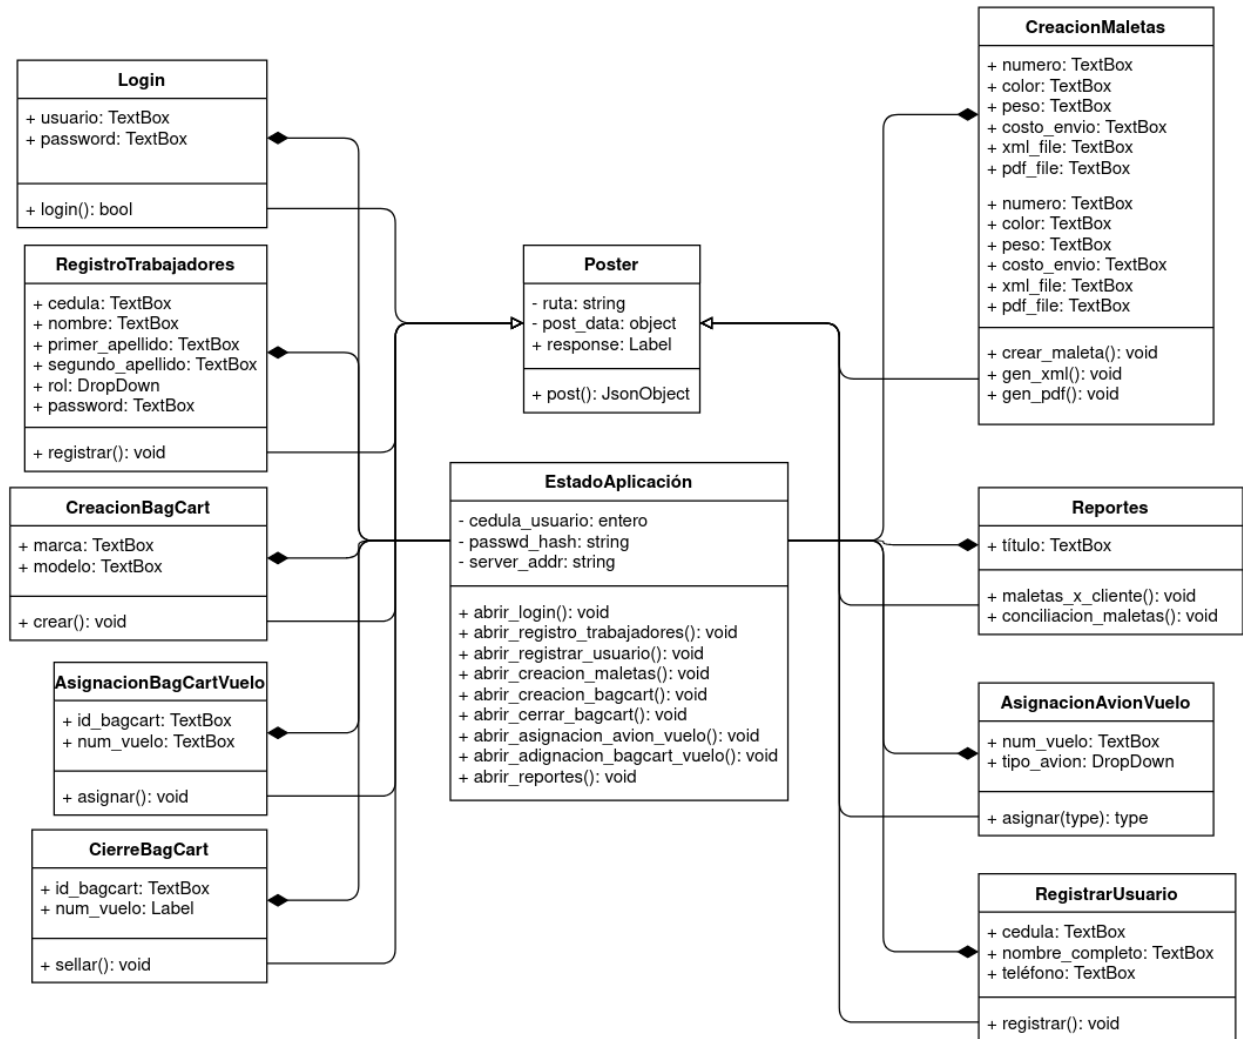 Login
+ usuario: TextBox
+ password: TextBox
+ login(): bool
RegistroTrabajadores
+ cedula: TextBox
+ nombre: TextBox
+ primer_apellido: TextBox
+ segundo_apellido: TextBox
+ rol: DropDown
+ password: TextBox
+ registrar(): void
CreacionBagCart
+ marca: TextBox
+ modelo: TextBox
+ crear(): void
AsignacionBagCartVuelo
+ id_bagcart: TextBox
+ num_vuelo: TextBox
+ asignar(): void
CierreBagCart
+ id_bagcart: TextBox
+ num_vuelo: Label
+ sellar(): void
Poster
- ruta: string
- post_data: object
+ response: Label
+ post(): JsonObject
EstadoAplicación
- cedula_usuario: entero
- passwd_hash: string
- server_addr: string
+ abrir_login(): void
+ abrir_registro_trabajadores(): void
+ abrir_registrar_usuario(): void
+ abrir_creacion_maletas(): void
+ abrir_creacion_bagcart(): void
+ abrir_cerrar_bagcart(): void
+ abrir_asignacion_avion_vuelo(): void
+ abrir_adignacion_bagcart_vuelo(): void
+ abrir_reportes(): void
CreacionMaletas
+ numero: TextBox
+ color: TextBox
+ peso: TextBox
+ costo_envio: TextBox
+ xml_file: TextBox
+ pdf_file: TextBox
+ numero: TextBox
+ color: TextBox
+ peso: TextBox
+ costo_envio: TextBox
+ xml_file: TextBox
+ pdf_file: TextBox
+ crear_maleta(): void
+ gen_xml(): void
+ gen_pdf(): void
Reportes
+ título: TextBox
+ maletas_x_cliente(): void
+ conciliacion_maletas(): void
AsignacionAvionVuelo
+ num_vuelo: TextBox
+ tipo_avion: DropDown
+ asignar(type): type
RegistrarUsuario
+ cedula: TextBox
+ nombre_completo: TextBox
+ teléfono: TextBox
+ registrar(): void